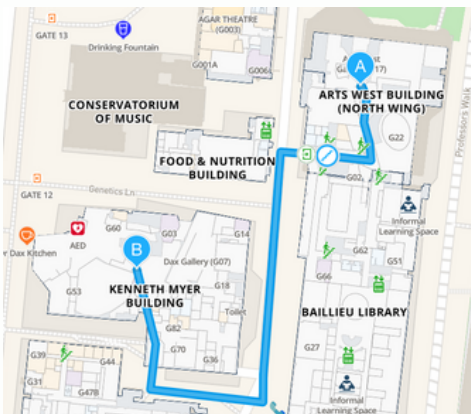 AGAR THEATRE
(G003)
GATE 13
Drinking Fountain
G001A
G006
A
ARTS WEST BUILDING
(NORTH WING)
CONSERVATORIUM
OF MUSIC
G22
FOOD & NUTRITION
BUILDING
G02
Professors Walk
Genetics Ln
GATE 12
Informal
Learning Space
G60
G03
G14
AED
B
Dax Gallery (G07)
Dax Kitchen
G62
G51
G66
G53
KENNETH MYER
BUILDING
G18
Toilet
BAILLIEU LIBRARY
G82
G70
G36
G27
G39
G44
G31
G47B
Informal
Learning Space